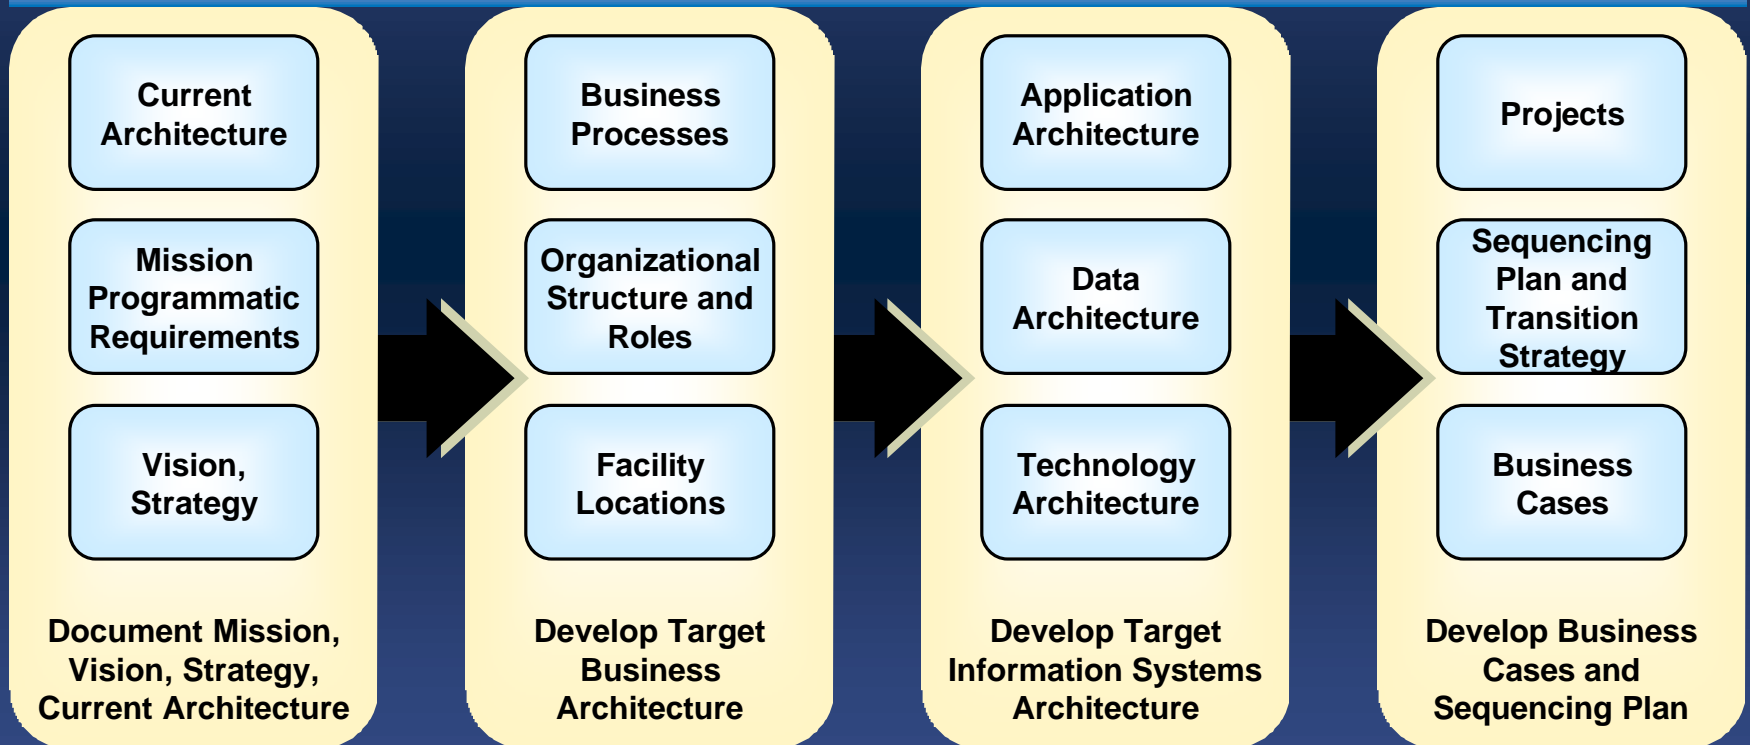 Current
Architecture
Mission
Programmatic
Requirements
Vision,
Strategy
Document Mission,
Vision, Strategy,
Current Architecture
Business
Processes
Organizational
Structure and
Roles
Facility
Locations
Develop Target
Business
Architecture
Application
Architecture
Data
Architecture
Technology
Architecture
Develop Target
Information Systems
Architecture
Projects
Sequencing
Plan and
Transition
Strategy
Business
Cases
Develop Business
Cases and
Sequencing Plan